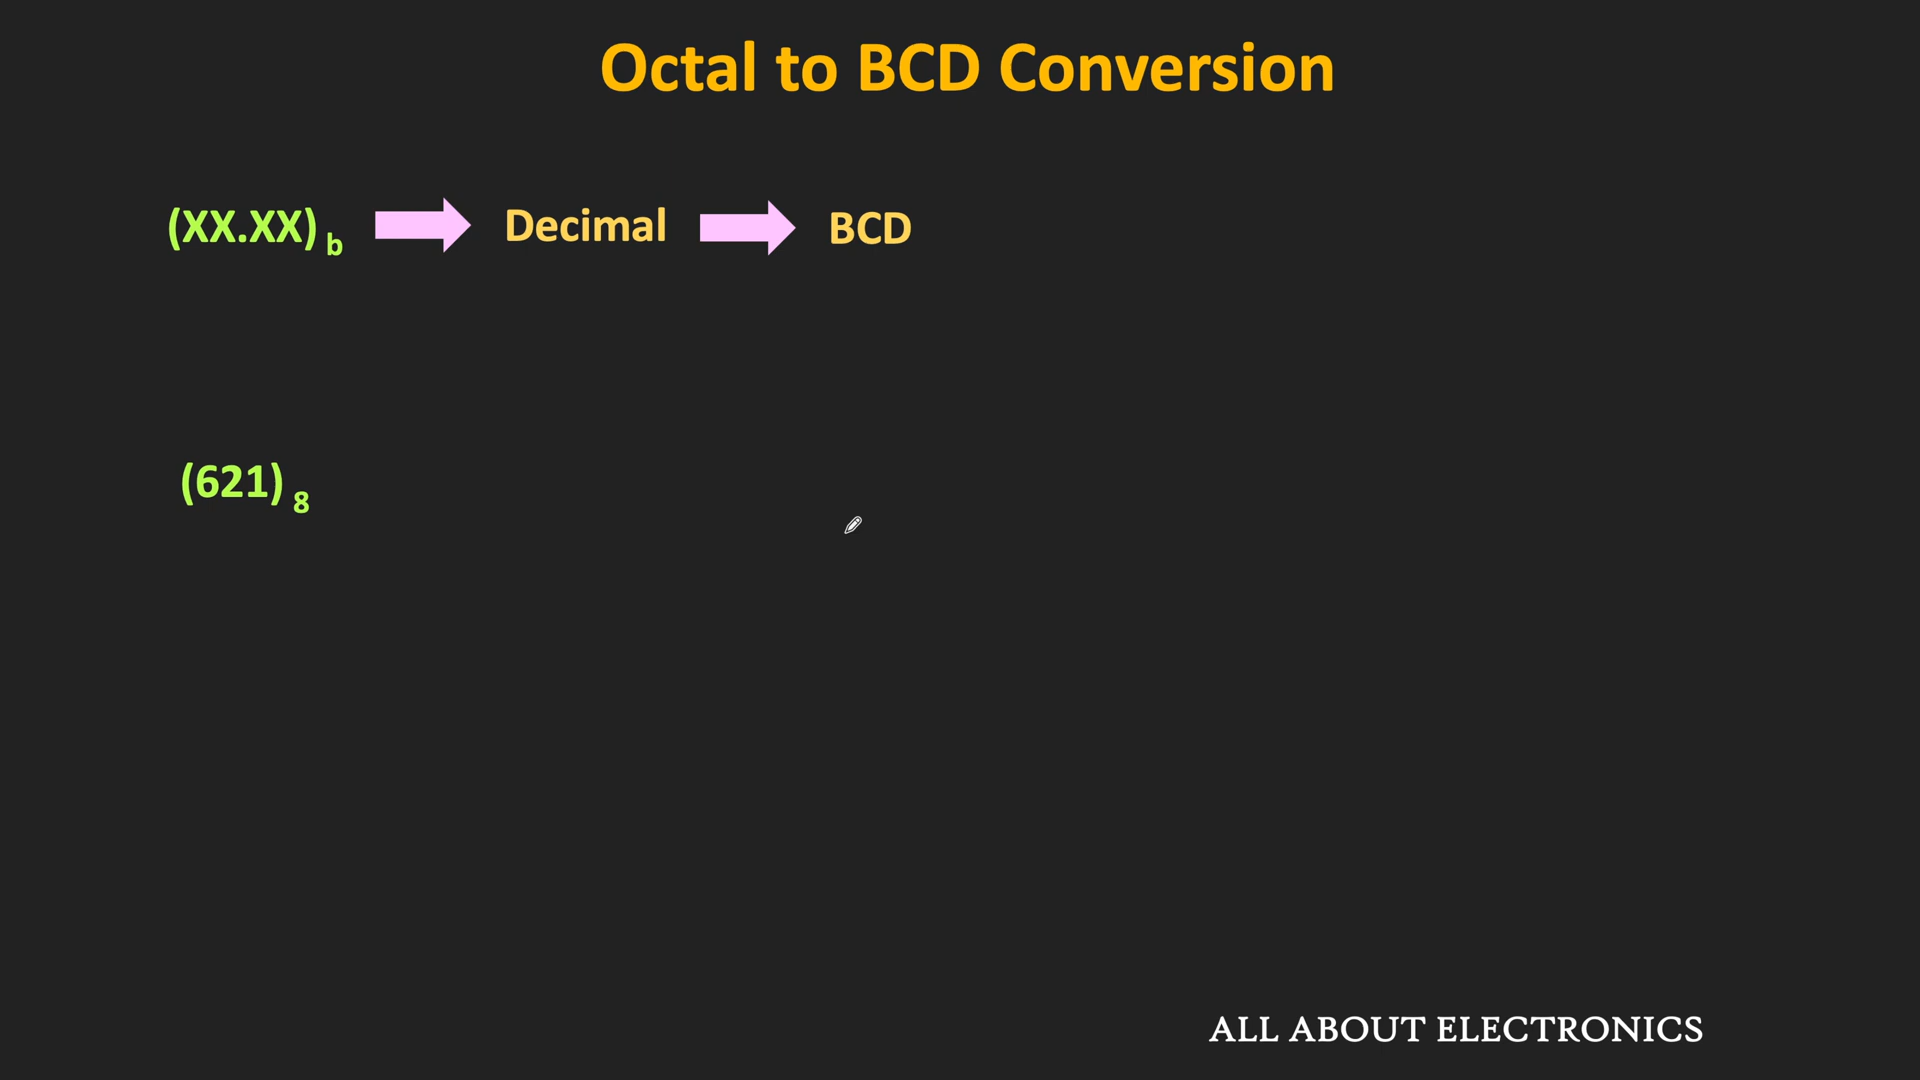 Octal to BCD Conversion
(XX.XX) b Decimal BCD
(621) 8
ALL ABOUT ELECTRONICS